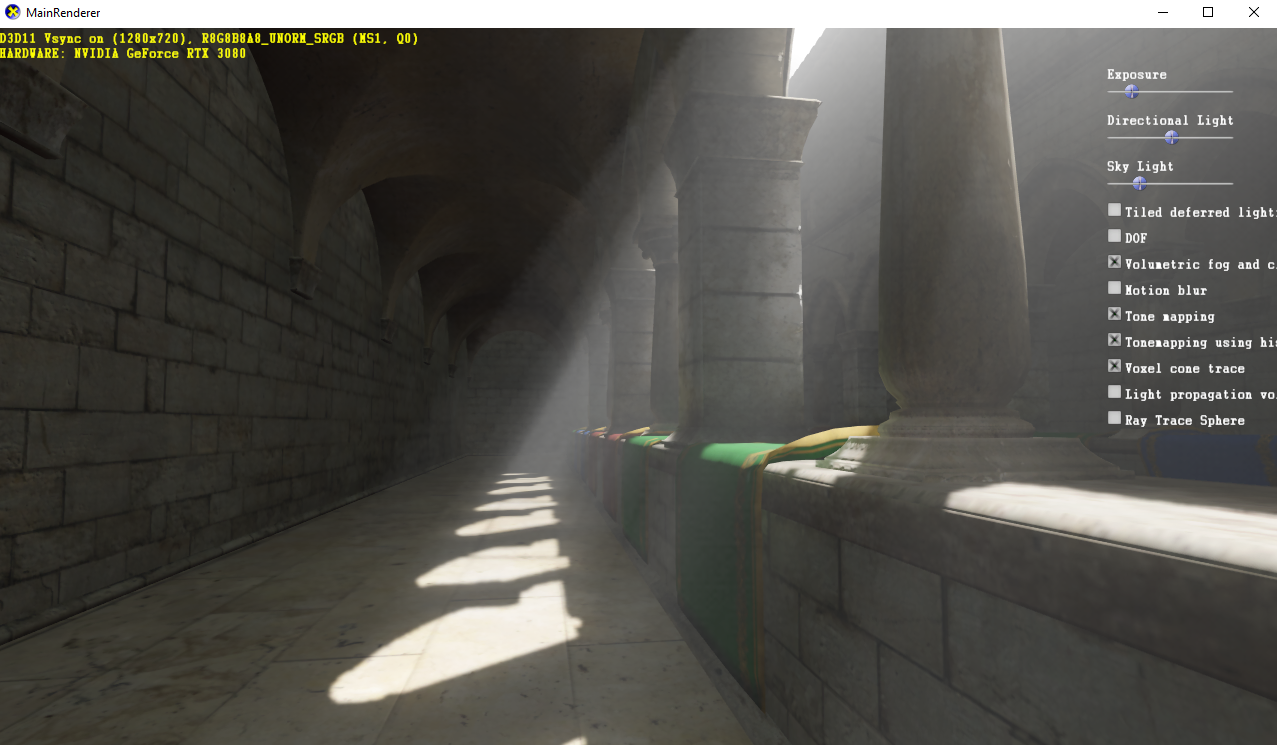 MainRenderer
D3D11 Vsync on (1280x720), R8G8B8A8_UNORM_SRGB (MS1, Q0)
HARDWARE: NVIDIA GeForce RTX 3080
Exposure
Directional Light
Sky Light
Tiled deferred light
DOF
Volumetric fog and c
Motion blur
Tone mapping
Tonemapping using his
Voxel cone trace
Light propagation vo
Ray Trace Sphere